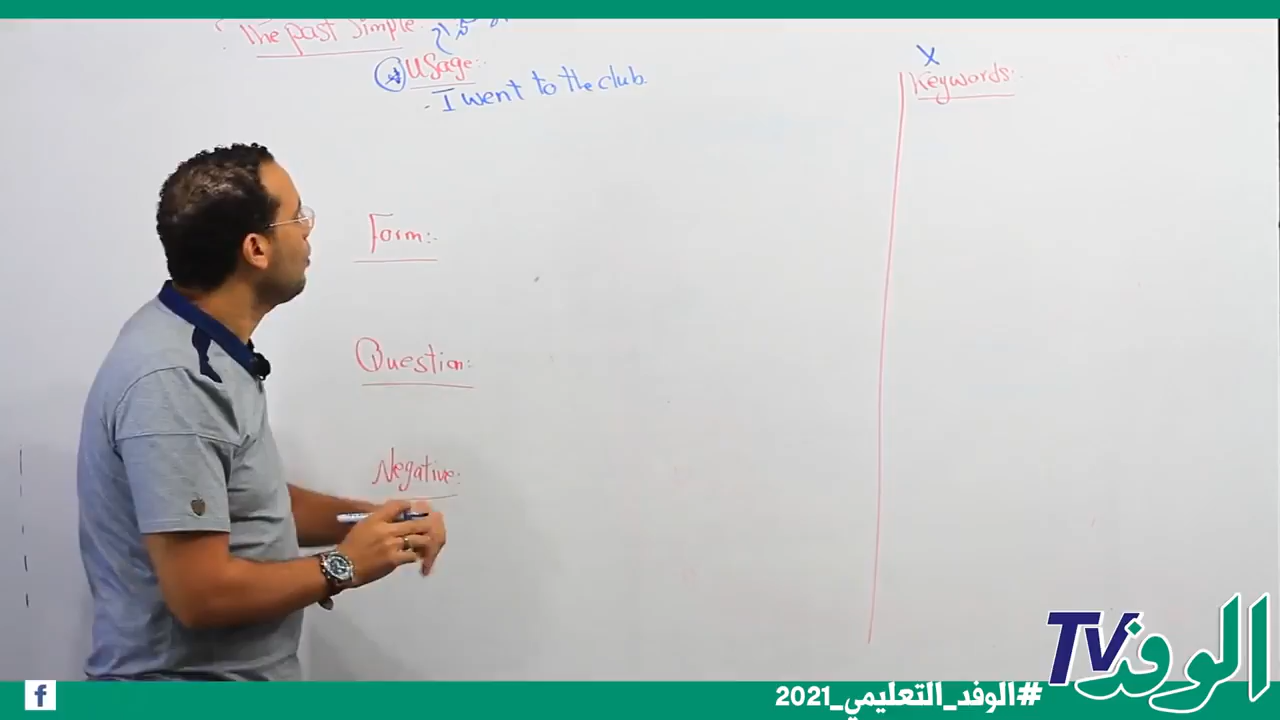 The past simple
Usage:
- I went to the club.
X
Keywords:
Form:
Question:
Negative:
الوفد TV
#الوفد_التعليمي_2021
f